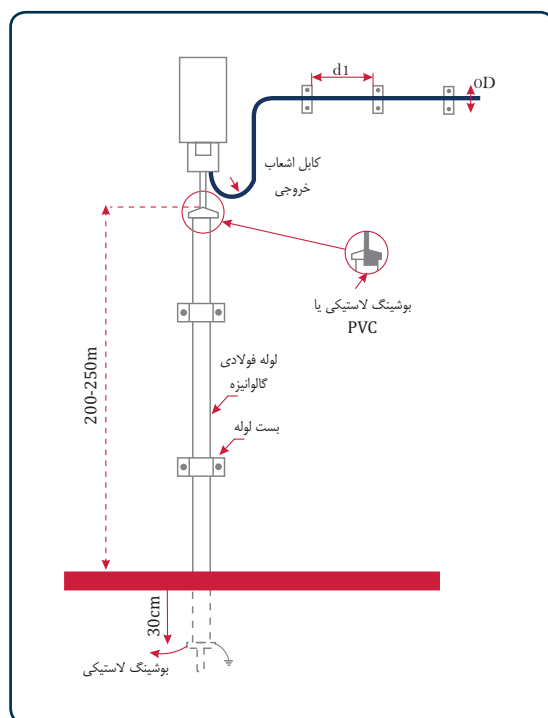 d1
oD
کابل اشعاب
خروجی
بوشینگ لاستیکی یا
PVC
لوله فولادی
گالوانیزه
بست لوله
200-250m
30cm
بوشینگ لاستیکی